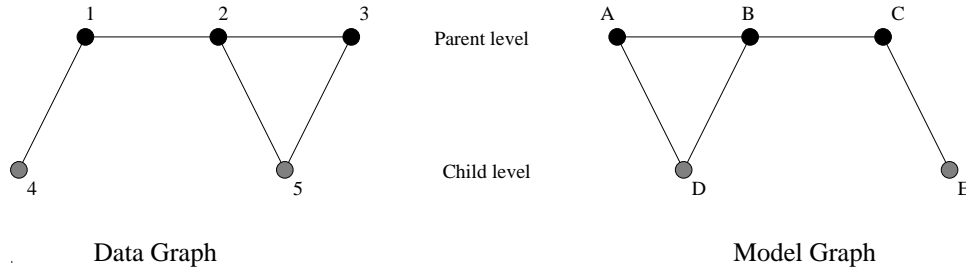 1 2 3 A B C
Parent level
4 5 Child level D E
Data Graph Model Graph